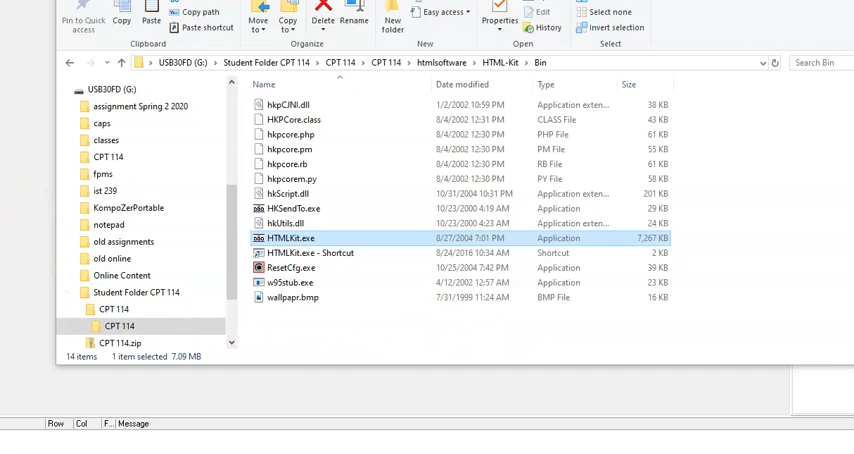 Pin to Quick access
Copy
Paste
Copy path
Paste shortcut
Move to
Copy to
Delete
Rename
New folder
Easy access
Properties
Edit
History
Select none
Invert selection
Clipboard
Organize
New
Open
Select
USB30FD (G:) > Student Folder CPT 114 > CPT 114 > CPT 114 > htmlsoftware > HTML-Kit > Bin
Search Bin
Name Date modified Type Size
USB30FD (G:)
assignment Spring 2 2020
caps
classes
CPT 114
fpms
ist 239
KompoZerPortable
notepad
old assignments
old online
Online Content
Student Folder CPT 114
CPT 114
CPT 114
CPT 114.zip
hkpCJNI.dll 1/2/2002 10:59 PM Application exten... 38 KB
HKPCore.class 8/4/2002 12:31 PM CLASS File 43 KB
hkpcore.php 8/4/2002 12:30 PM PHP File 61 KB
hkpcore.pm 8/4/2002 12:30 PM PM File 55 KB
hkpcore.rb 8/4/2002 12:30 PM RB File 61 KB
hkpcorem.py 8/4/2002 12:30 PM PY File 58 KB
hkScript.dll 10/31/2004 10:31 PM Application exten... 201 KB
HKSendTo.exe 10/23/2000 4:19 AM Application 29 KB
hkUtils.dll 10/23/2000 4:23 AM Application exten... 24 KB
HTMLKit.exe 8/27/2004 7:01 PM Application 7,267 KB
HTMLKit.exe - Shortcut 8/24/2016 10:34 AM Shortcut 2 KB
ResetCfg.exe 10/25/2004 7:42 PM Application 39 KB
w95stub.exe 4/12/2002 12:57 AM Application 23 KB
wallpapr.bmp 7/31/1999 11:24 AM BMP File 16 KB
14 items 1 item selected 7.09 MB
Row Col F... Message